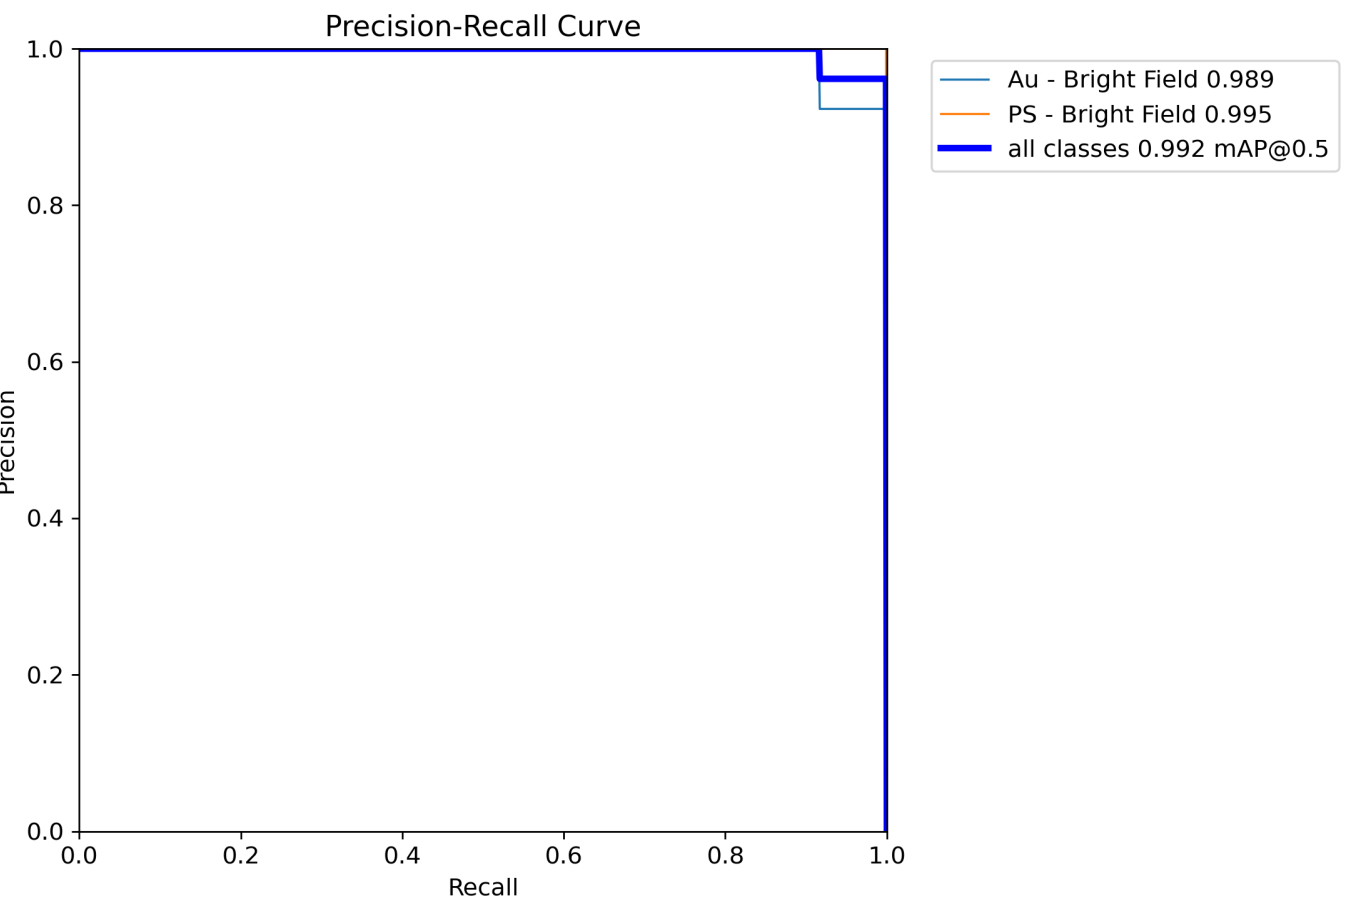 Precision-Recall Curve
1.0
0.8
0.6
0.4
0.2
0.0
Precision
0.0 0.2 0.4 0.6 0.8 1.0
Recall
Au - Bright Field 0.989
PS - Bright Field 0.995
all classes 0.992 mAP@0.5